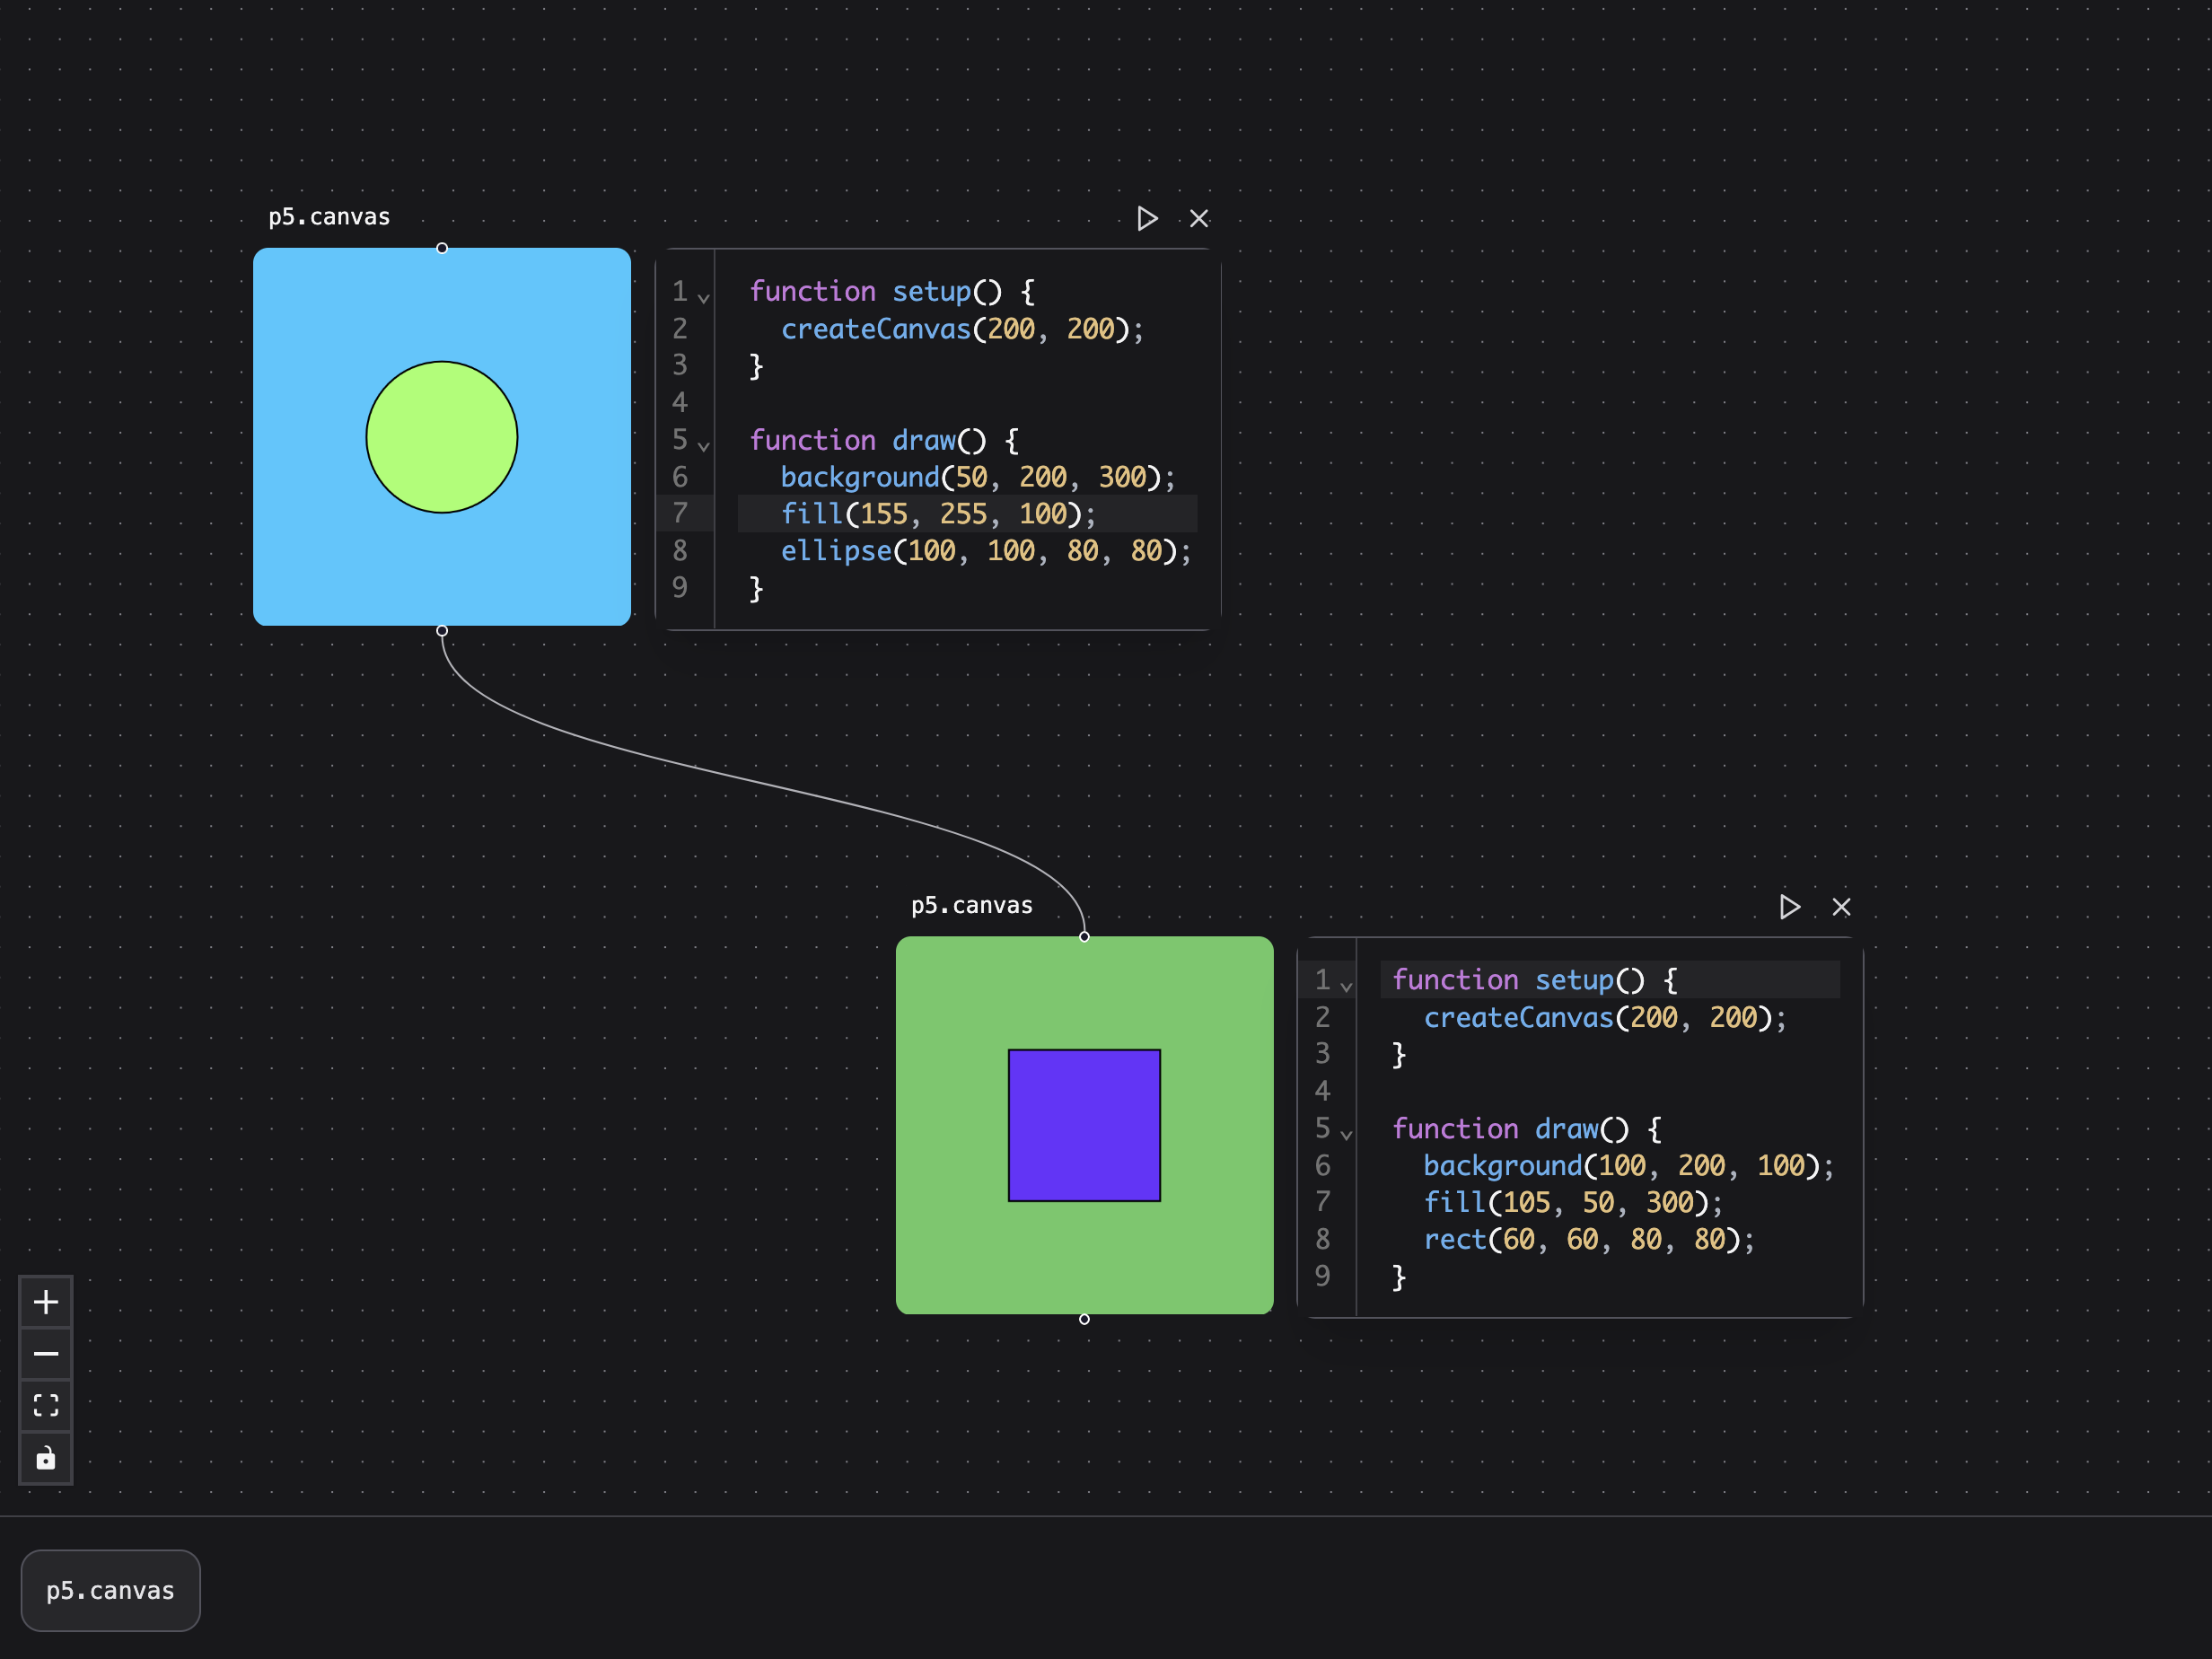 p5.canvas
1 function setup() {
2   createCanvas(200, 200);
3 }
4
5 function draw() {
6   background(50, 200, 300);
7   fill(155, 255, 100);
8   ellipse(100, 100, 80, 80);
9 }
p5.canvas
1 function setup() {
2   createCanvas(200, 200);
3 }
4
5 function draw() {
6   background(100, 200, 100);
7   fill(105, 50, 300);
8   rect(60, 60, 80, 80);
9 }
p5.canvas